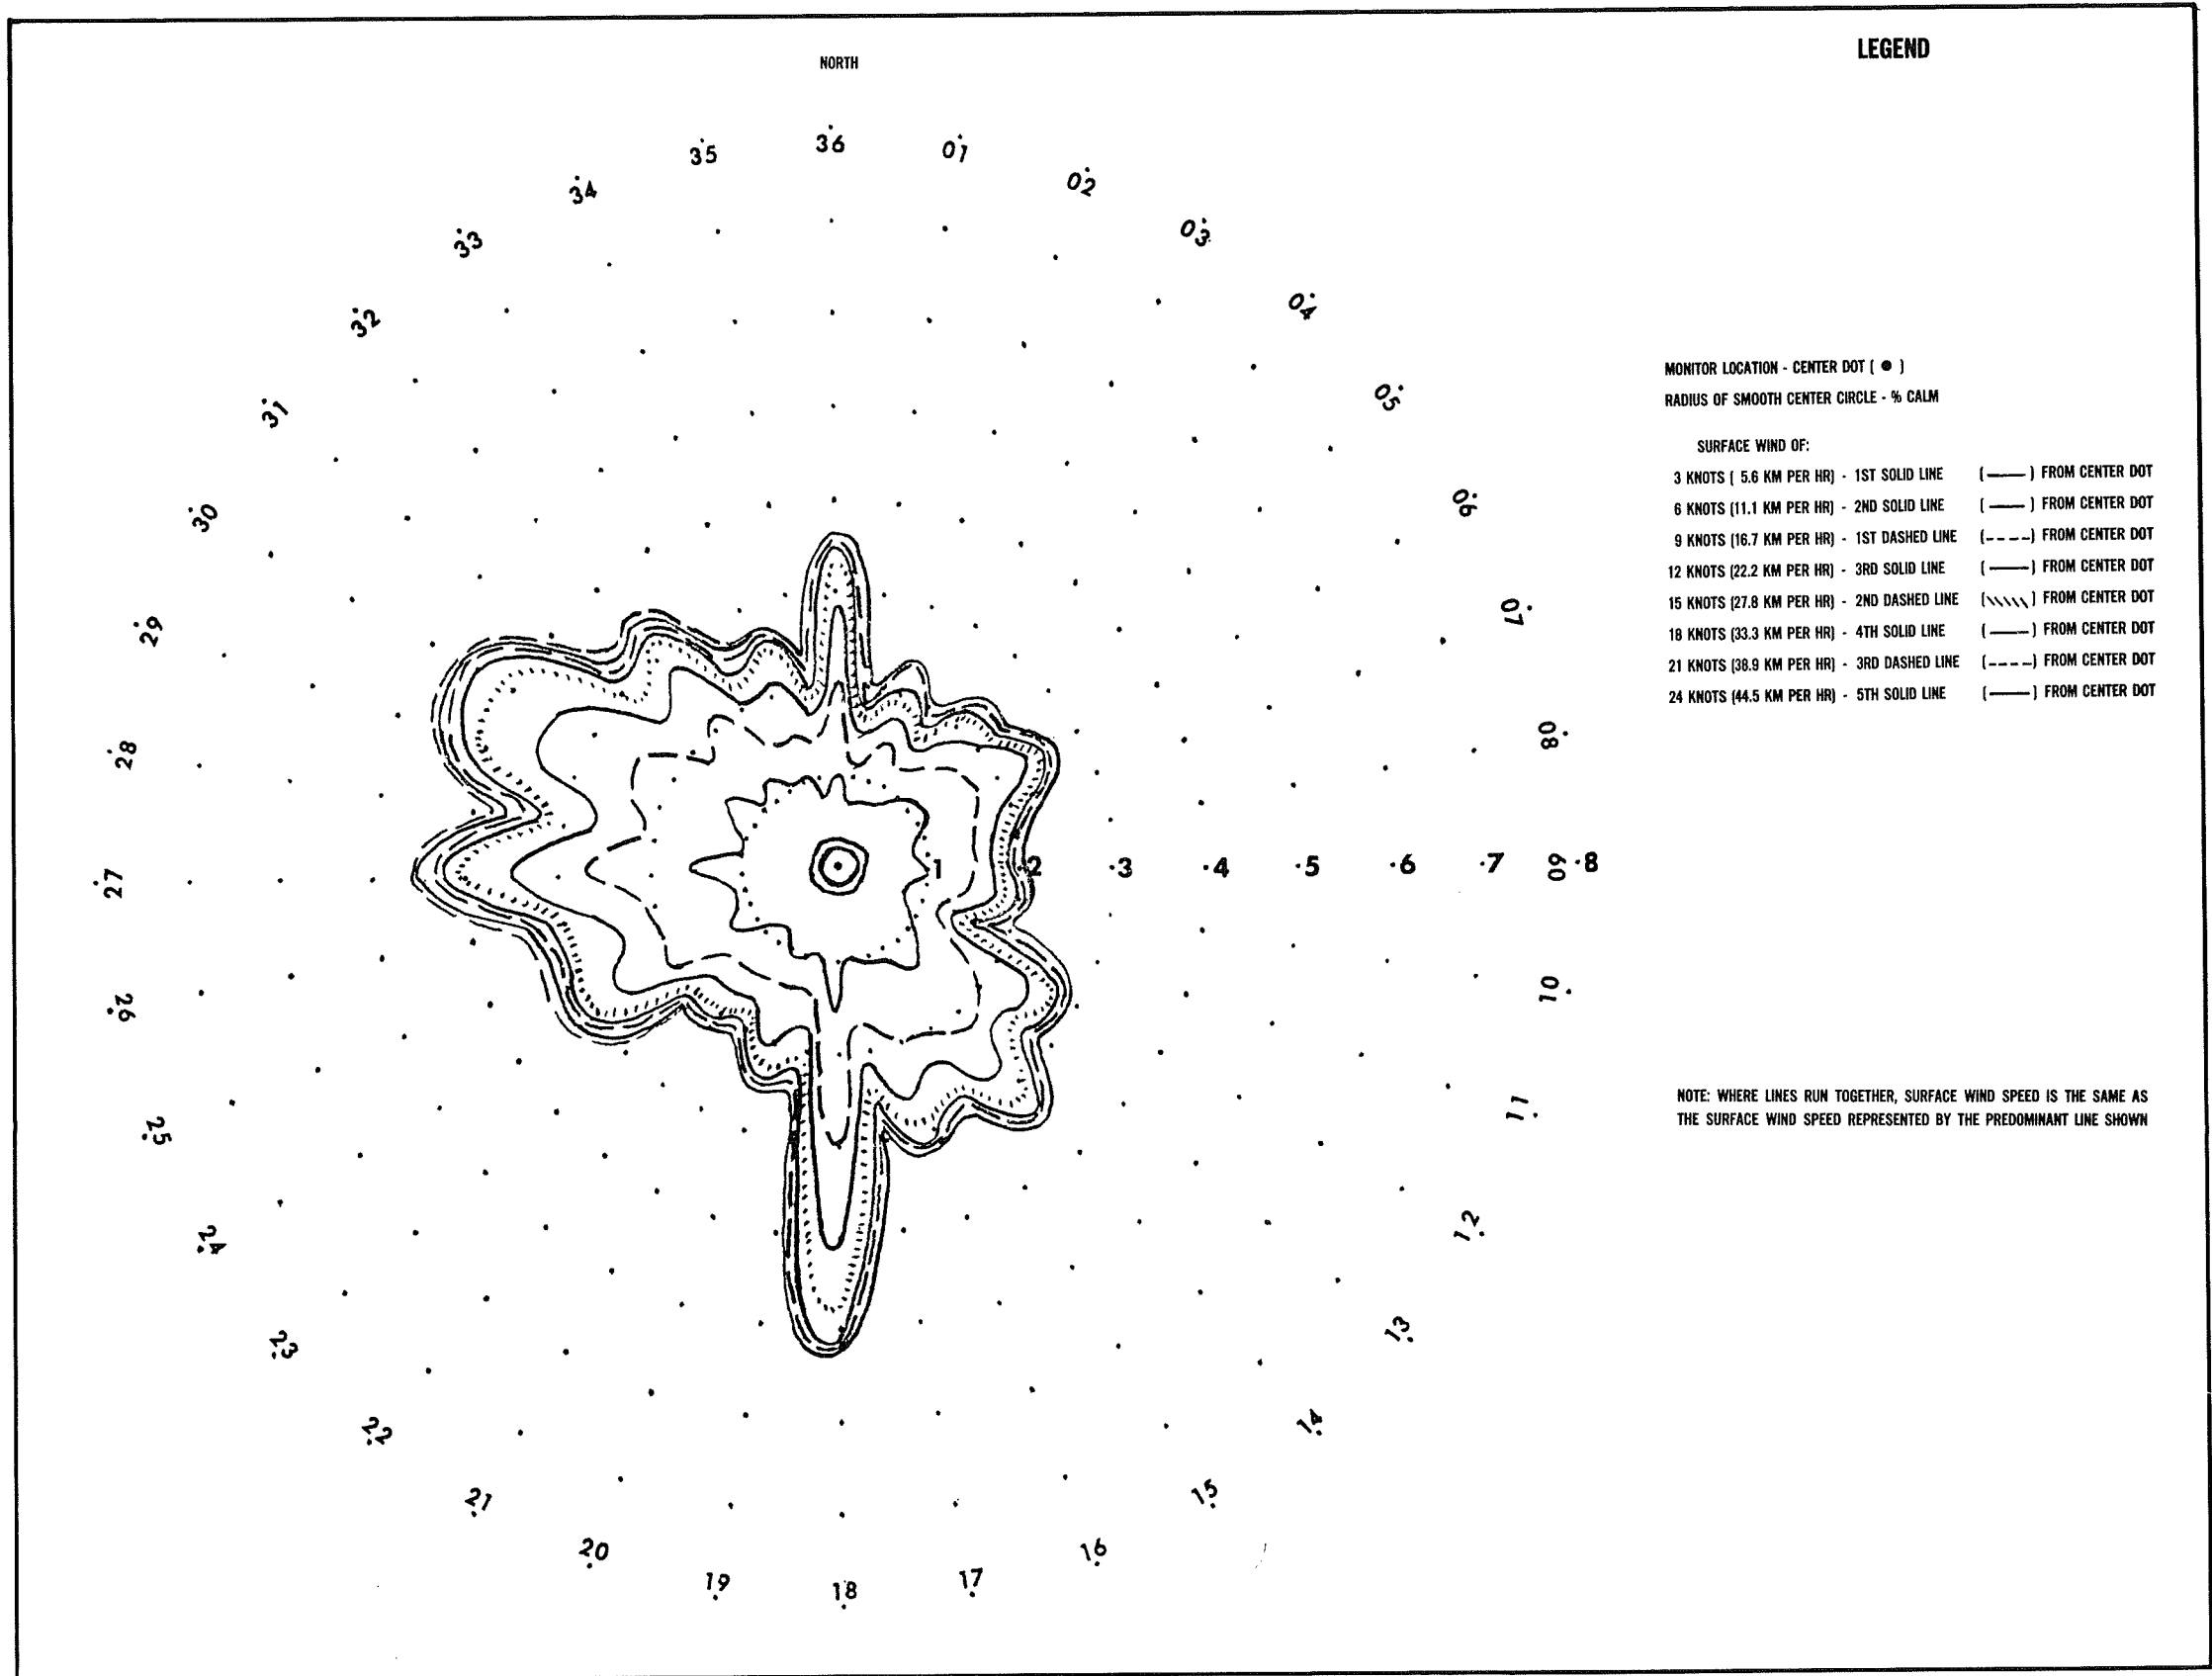 LEGEND
NORTH
36
01
02
03
04
05
06
07
08
09
10
11
12
13
14
15
16
17
18
19
20
21
22
23
24
25
26
27
28
29
30
31
32
33
34
35
1 2 3 4 5 6 7 8
MONITOR LOCATION - CENTER DOT ( ● )
RADIUS OF SMOOTH CENTER CIRCLE - % CALM
SURFACE WIND OF:
3 KNOTS ( 5.6 KM PER HR) - 1ST SOLID LINE (——) FROM CENTER DOT
6 KNOTS (11.1 KM PER HR) - 2ND SOLID LINE (——) FROM CENTER DOT
9 KNOTS (16.7 KM PER HR) - 1ST DASHED LINE (----) FROM CENTER DOT
12 KNOTS (22.2 KM PER HR) - 3RD SOLID LINE (——) FROM CENTER DOT
15 KNOTS (27.8 KM PER HR) - 2ND DASHED LINE (\\\\\) FROM CENTER DOT
18 KNOTS (33.3 KM PER HR) - 4TH SOLID LINE (——) FROM CENTER DOT
21 KNOTS (38.9 KM PER HR) - 3RD DASHED LINE (----) FROM CENTER DOT
24 KNOTS (44.5 KM PER HR) - 5TH SOLID LINE (——) FROM CENTER DOT
NOTE: WHERE LINES RUN TOGETHER, SURFACE WIND SPEED IS THE SAME AS
THE SURFACE WIND SPEED REPRESENTED BY THE PREDOMINANT LINE SHOWN